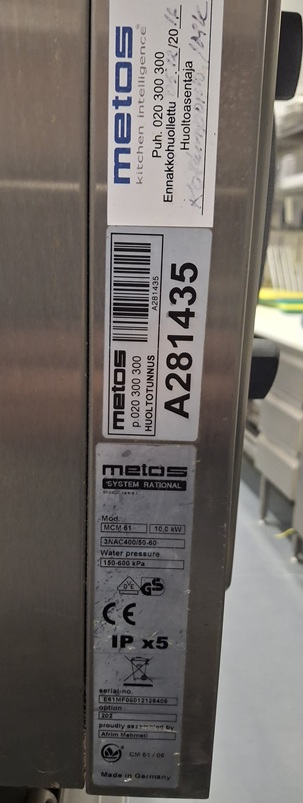 metos
kitchen intelligence
Puh. 020 300 300
Ennakkohuollettu /20
Huoltoasentaja
metos
p. 020 300 300
HUOLTOTUNNUS
A281435
A281435
metos
SYSTEM RATIONAL
Mod.
MCM 61 10,0 kW
3NAC400/50-60
Water pressure
150-600 kPa
GS
CE
IP x5
serial-no.
option
202
proudly assembled by
Made in Germany